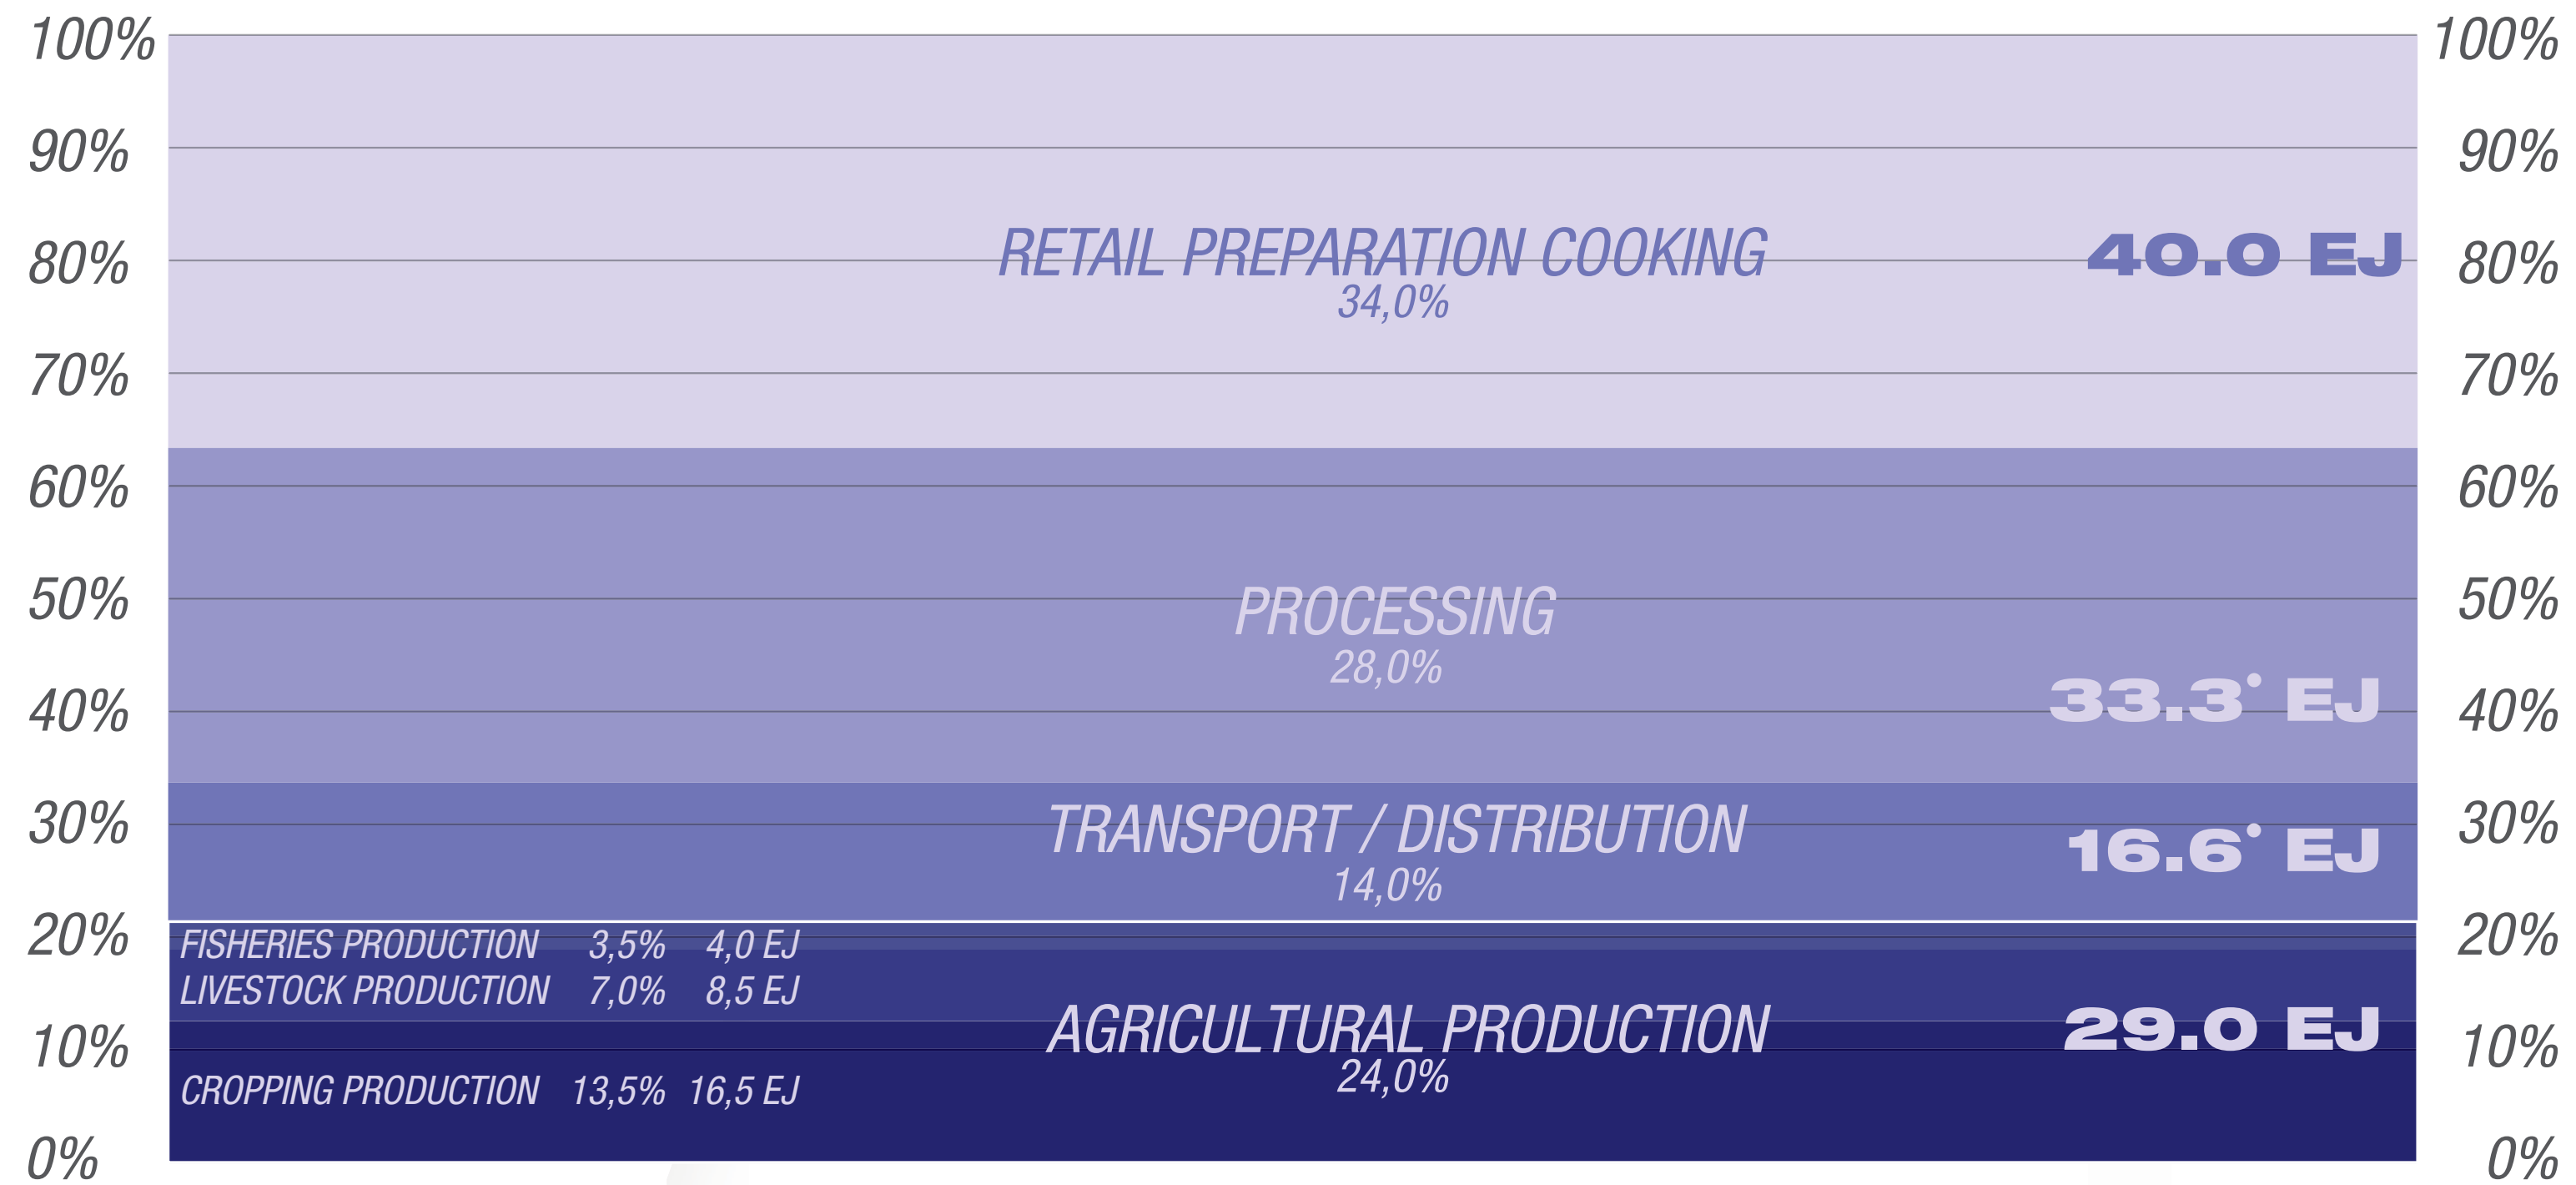 100% 100%
90% 90%
RETAIL PREPARATION COOKING 40.0 EJ
80% 80%
34,0%
70% 70%
60% 60%
50% 50%
PROCESSING
28,0%
33.3° EJ
40% 40%
30% 30%
TRANSPORT / DISTRIBUTION 16.6° EJ
14,0%
20% 20%
FISHERIES PRODUCTION 3,5% 4,0 EJ
LIVESTOCK PRODUCTION 7,0% 8,5 EJ
AGRICULTURAL PRODUCTION 29.0 EJ
10% 10%
24,0%
CROPPING PRODUCTION 13,5% 16,5 EJ
0% 0%